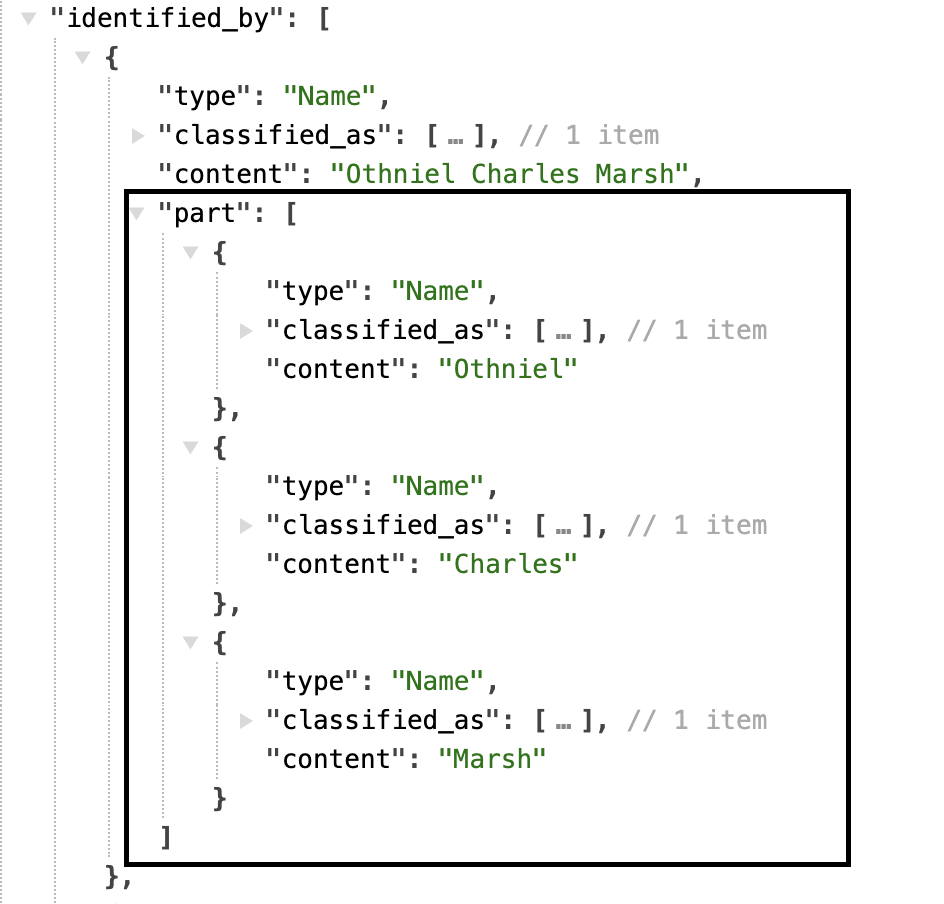 "identified_by": [
{
"type": "Name",
"classified_as": [ … ], // 1 item
"content": "Othniel Charles Marsh",
"part": [
{
"type": "Name",
"classified_as": [ … ], // 1 item
"content": "Othniel"
},
{
"type": "Name",
"classified_as": [ … ], // 1 item
"content": "Charles"
},
{
"type": "Name",
"classified_as": [ … ], // 1 item
"content": "Marsh"
}
]
},